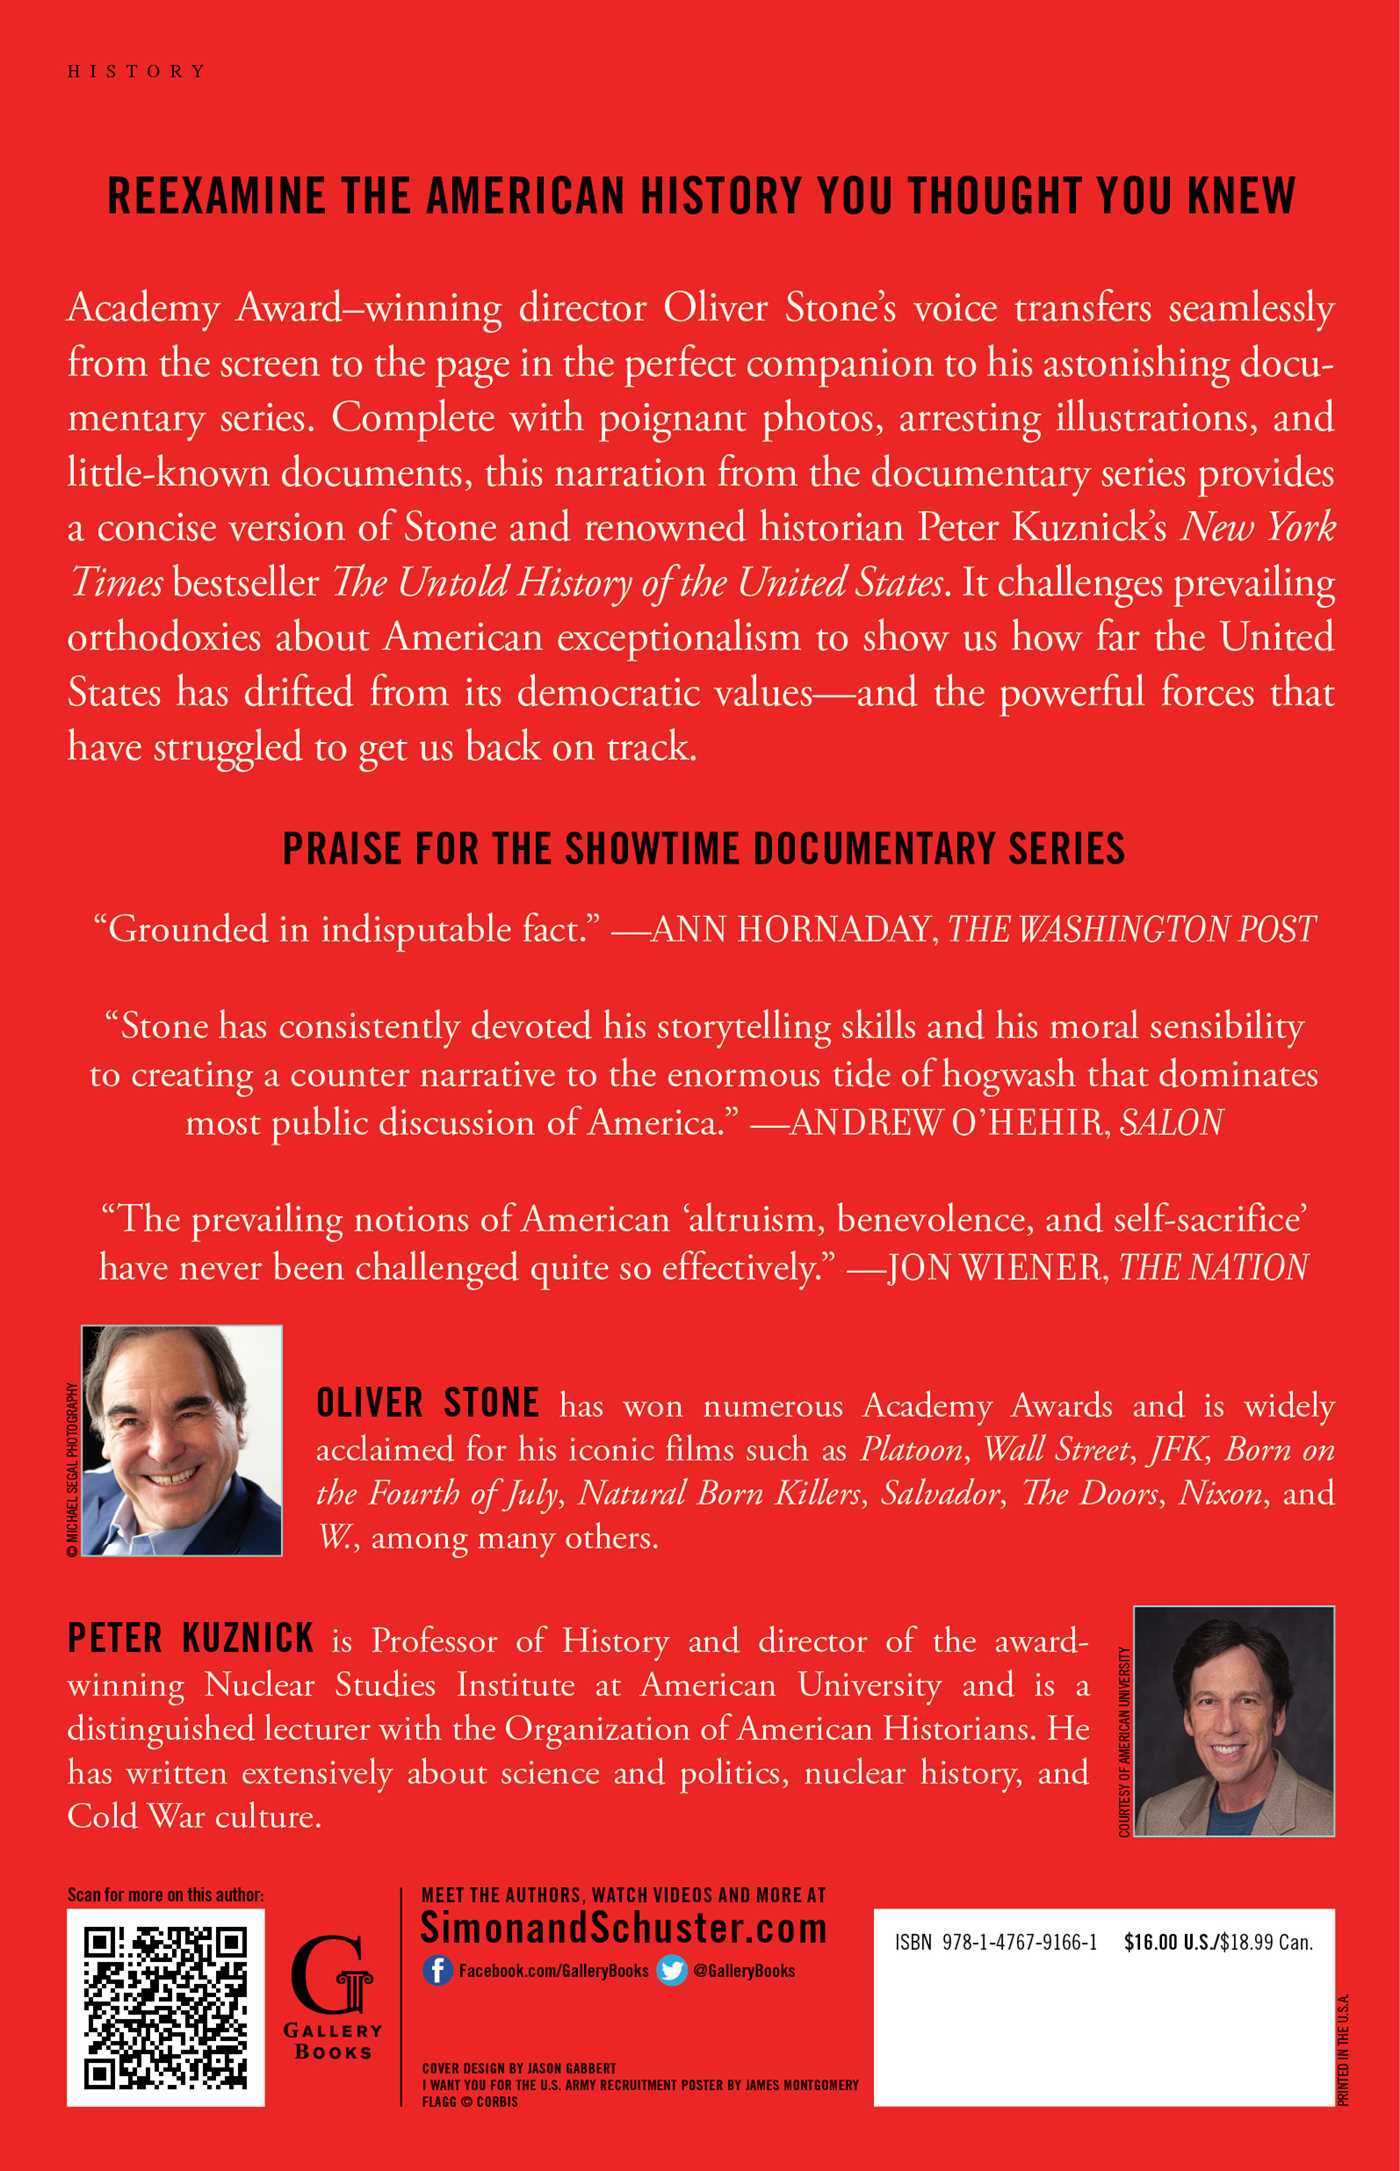 HISTORY
REEXAMINE THE AMERICAN HISTORY YOU THOUGHT YOU KNEW
Academy Award–winning director Oliver Stone’s voice transfers seamlessly
from the screen to the page in the perfect companion to his astonishing docu-
mentary series. Complete with poignant photos, arresting illustrations, and
little-known documents, this narration from the documentary series provides
a concise version of Stone and renowned historian Peter Kuznick’s New York
Times bestseller The Untold History of the United States. It challenges prevailing
orthodoxies about American exceptionalism to show us how far the United
States has drifted from its democratic values—and the powerful forces that
have struggled to get us back on track.
PRAISE FOR THE SHOWTIME DOCUMENTARY SERIES
“Grounded in indisputable fact.” —ANN HORNADAY, THE WASHINGTON POST
“Stone has consistently devoted his storytelling skills and his moral sensibility
to creating a counter narrative to the enormous tide of hogwash that dominates
most public discussion of America.” —ANDREW O’HEHIR, SALON
“The prevailing notions of American ‘altruism, benevolence, and self-sacrifice’
have never been challenged quite so effectively.” —JON WIENER, THE NATION
© MICHAEL SEGAL PHOTOGRAPHY
OLIVER STONE has won numerous Academy Awards and is widely
acclaimed for his iconic films such as Platoon, Wall Street, JFK, Born on
the Fourth of July, Natural Born Killers, Salvador, The Doors, Nixon, and
W., among many others.
PETER KUZNICK is Professor of History and director of the award-
winning Nuclear Studies Institute at American University and is a
distinguished lecturer with the Organization of American Historians. He
has written extensively about science and politics, nuclear history, and
Cold War culture.
COURTESY OF AMERICAN UNIVERSITY
Scan for more on this author:
G
GALLERY
BOOKS
MEET THE AUTHORS, WATCH VIDEOS AND MORE AT
SimonandSchuster.com
Facebook.com/GalleryBooks @GalleryBooks
COVER DESIGN BY JASON GABBERT
I WANT YOU FOR THE U.S. ARMY RECRUITMENT POSTER BY JAMES MONTGOMERY
FLAGG © CORBIS
ISBN 978-1-4767-9166-1 $16.00 U.S./$18.99 Can.
PRINTED IN THE U.S.A.